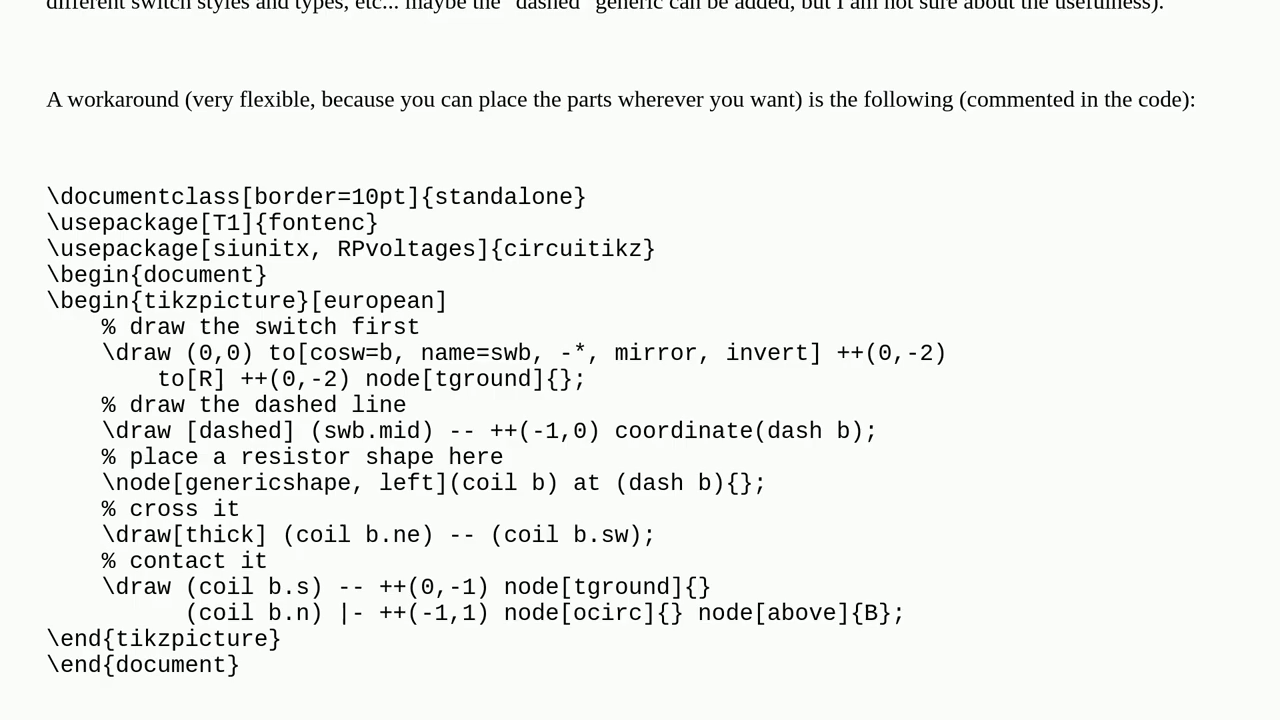 different switch styles and types, etc... maybe the "dashed" generic can be added, but I am not sure about the usefulness).
A workaround (very flexible, because you can place the parts wherever you want) is the following (commented in the code):
\documentclass[border=10pt]{standalone}
\usepackage[T1]{fontenc}
\usepackage[siunitx, RPvoltages]{circuitikz}
\begin{document}
\begin{tikzpicture}[european]
    % draw the switch first
    \draw (0,0) to[cosw=b, name=swb, -*, mirror, invert] ++(0,-2)
        to[R] ++(0,-2) node[tground]{};
    % draw the dashed line
    \draw [dashed] (swb.mid) -- ++(-1,0) coordinate(dash b);
    % place a resistor shape here
    \node[genericshape, left](coil b) at (dash b){};
    % cross it
    \draw[thick] (coil b.ne) -- (coil b.sw);
    % contact it
    \draw (coil b.s) -- ++(0,-1) node[tground]{}
          (coil b.n) |- ++(-1,1) node[ocirc]{} node[above]{B};
\end{tikzpicture}
\end{document}